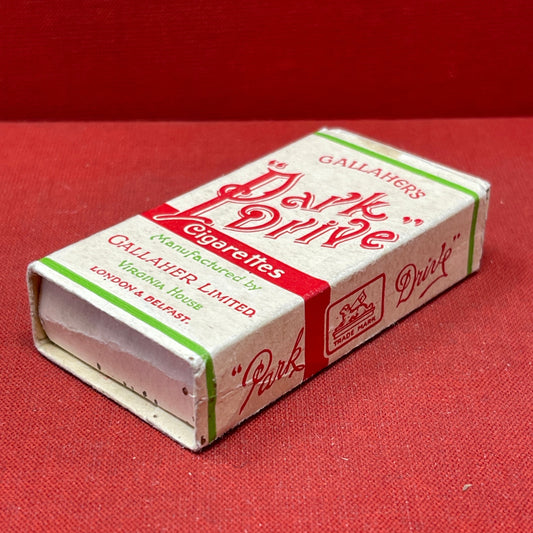 GALLAHER'S
"Park
Drive"
Cigarettes
Manufactured by
GALLAHER LIMITED
VIRGINIA HOUSE
LONDON & BELFAST.
"Park
TRADE MARK
Drive"